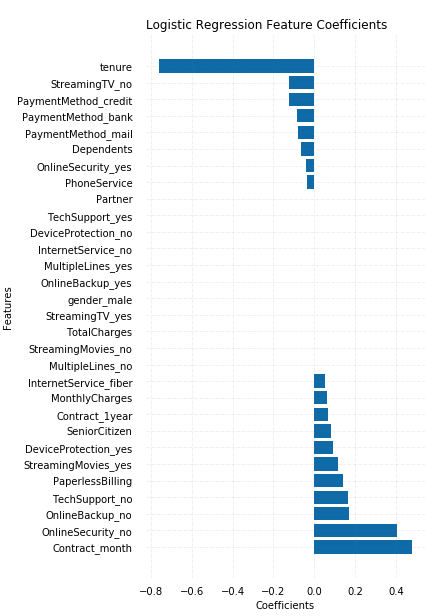 Logistic Regression Feature Coefficients
tenure
StreamingTV_no
PaymentMethod_credit
PaymentMethod_bank
PaymentMethod_mail
Dependents
OnlineSecurity_yes
PhoneService
Partner
TechSupport_yes
DeviceProtection_no
InternetService_no
MultipleLines_yes
OnlineBackup_yes
gender_male
StreamingTV_yes
TotalCharges
StreamingMovies_no
MultipleLines_no
InternetService_fiber
MonthlyCharges
Contract_1year
SeniorCitizen
DeviceProtection_yes
StreamingMovies_yes
PaperlessBilling
TechSupport_no
OnlineBackup_no
OnlineSecurity_no
Contract_month
Features
−0.8 −0.6 −0.4 −0.2 0.0 0.2 0.4
Coefficients